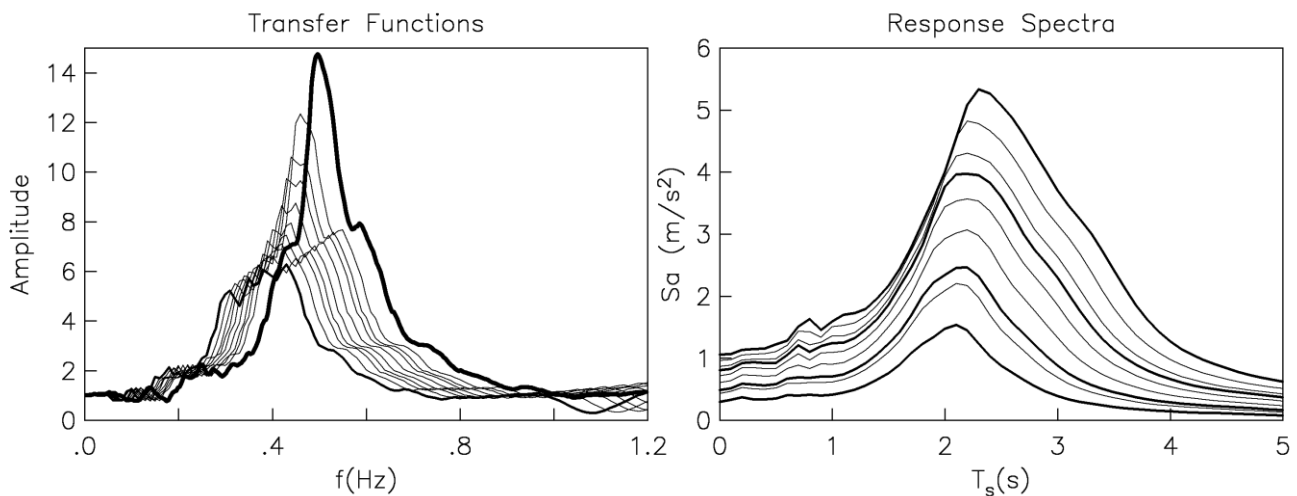 Transfer Functions
Amplitude
14
12
10
8
6
4
2
0
.0 .4 .8 1.2
f(Hz)
Response Spectra
Sa (m/s²)
6
5
4
3
2
1
0
0 1 2 3 4 5
Tₛ(s)